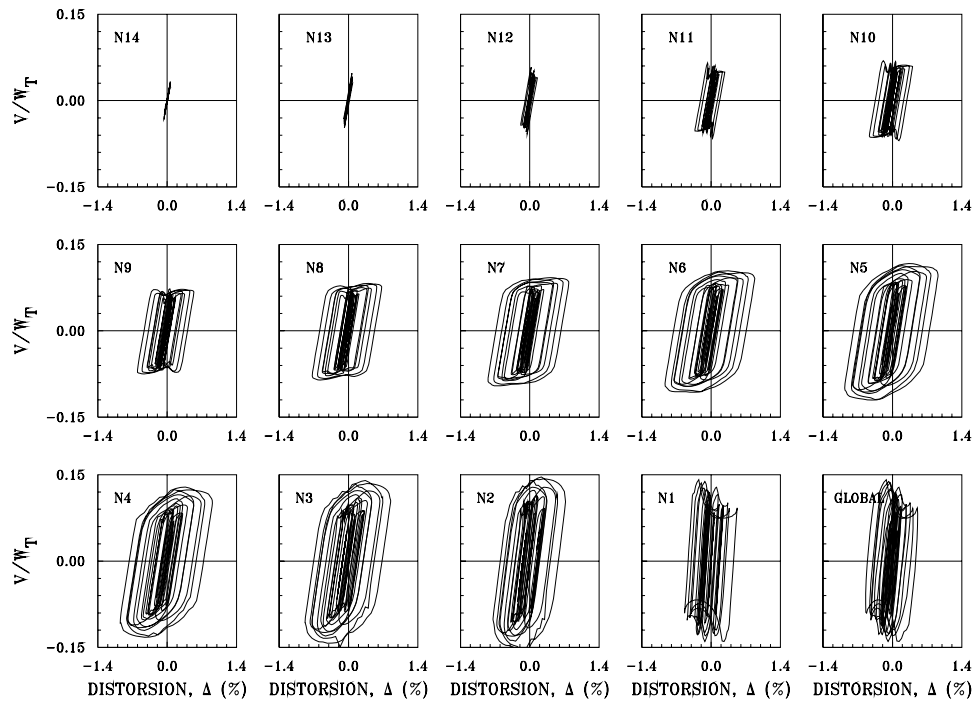 0.15 N14 N13 N12 N11 N10
V/W_T 0.00
−0.15
−1.4 0.0 1.4 −1.4 0.0 1.4 −1.4 0.0 1.4 −1.4 0.0 1.4 −1.4 0.0 1.4
0.15 N9 N8 N7 N6 N5
V/W_T 0.00
−0.15
−1.4 0.0 1.4 −1.4 0.0 1.4 −1.4 0.0 1.4 −1.4 0.0 1.4 −1.4 0.0 1.4
0.15 N4 N3 N2 N1 GLOBAL
V/W_T 0.00
−0.15
−1.4 0.0 1.4 −1.4 0.0 1.4 −1.4 0.0 1.4 −1.4 0.0 1.4 −1.4 0.0 1.4
DISTORSION, Δ (%) DISTORSION, Δ (%) DISTORSION, Δ (%) DISTORSION, Δ (%) DISTORSION, Δ (%)